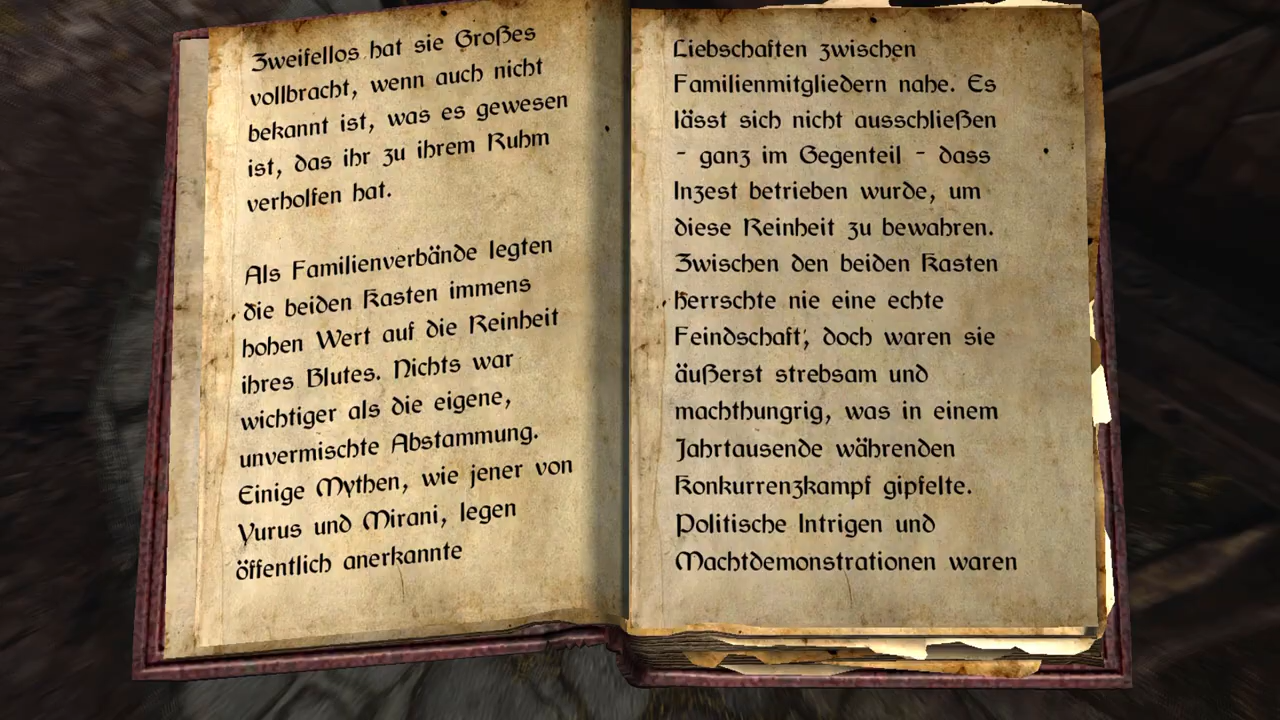 Zweifellos hat sie Großes
vollbracht, wenn auch nicht
bekannt ist, was es gewesen
ist, das ihr zu ihrem Ruhm
verholfen hat.
Als Familienverbände legten
die beiden Kasten immens
hohen Wert auf die Reinheit
ihres Blutes. Nichts war
wichtiger als die eigene,
unvermischte Abstammung.
Einige Mythen, wie jener von
Yurus und Mirani, legen
öffentlich anerkannte
Liebschaften zwischen
Familienmitgliedern nahe. Es
lässt sich nicht ausschließen
- ganz im Gegenteil - dass
Inzest betrieben wurde, um
diese Reinheit zu bewahren.
Zwischen den beiden Kasten
herrschte nie eine echte
Feindschaft, doch waren sie
äußerst strebsam und
machthungrig, was in einem
Jahrtausende währenden
Konkurrenzkampf gipfelte.
Politische Intrigen und
Machtdemonstrationen waren